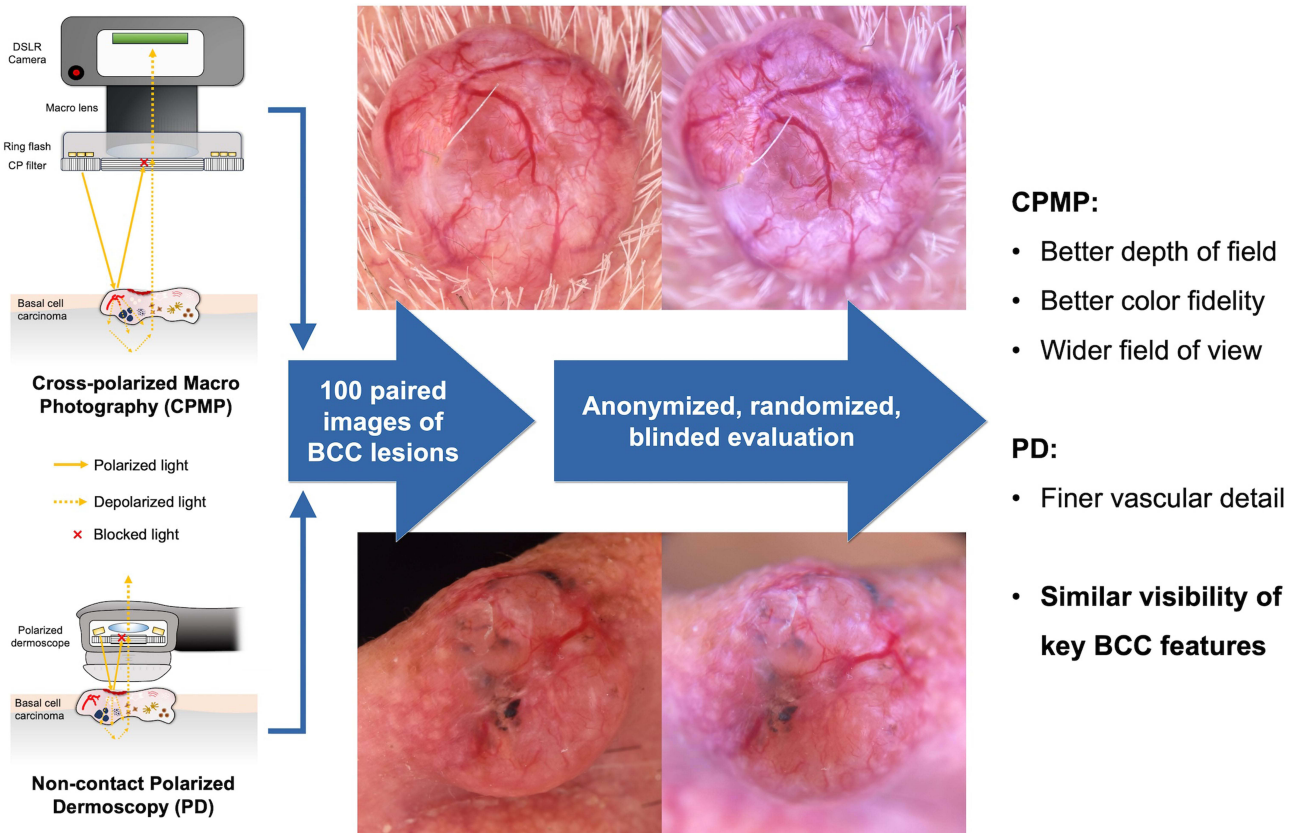 DSLR
Camera
Macro lens
Ring flash
CP filter
Basal cell
carcinoma
Cross-polarized Macro
Photography (CPMP)
Polarized light
Depolarized light
Blocked light
Polarized
dermoscope
Basal cell
carcinoma
Non-contact Polarized
Dermoscopy (PD)
100 paired
images of
BCC lesions
Anonymized, randomized,
blinded evaluation
CPMP:
• Better depth of field
• Better color fidelity
• Wider field of view
PD:
• Finer vascular detail
• Similar visibility of
key BCC features